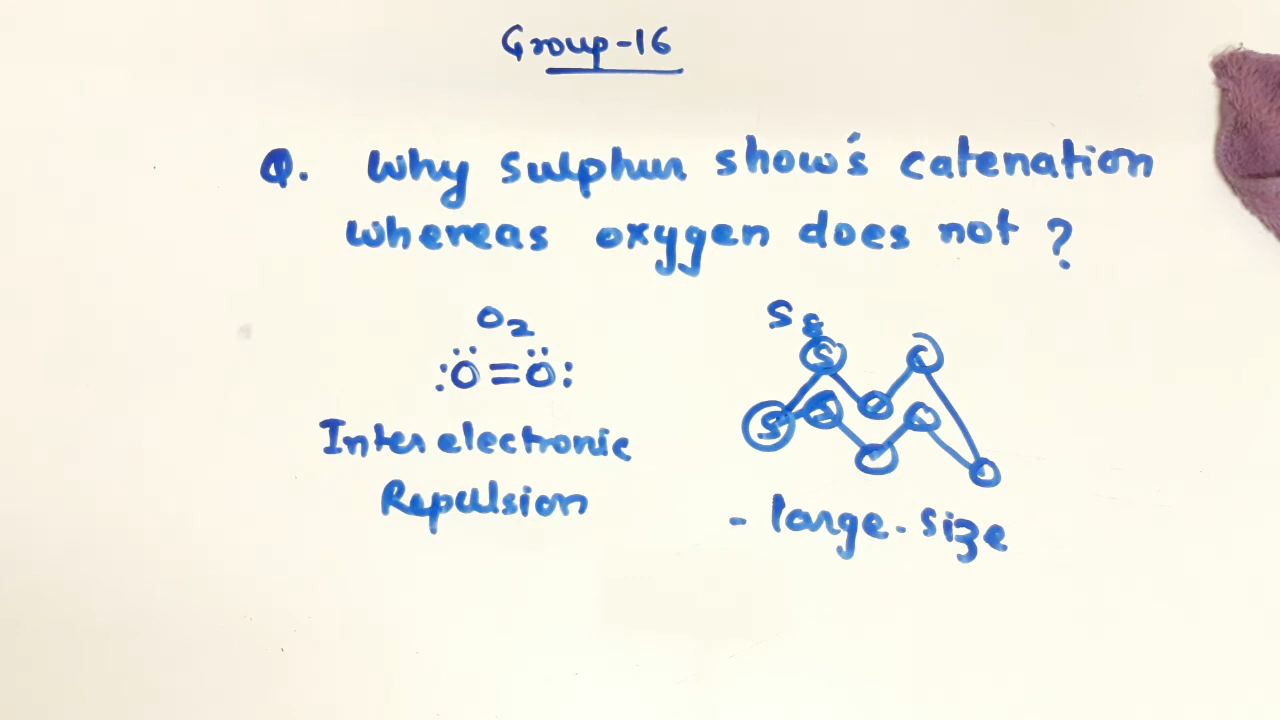 Group-16
Q. Why sulphur show's catenation
whereas oxygen does not ?
O2
:Ö=Ö:
S8
S
S
Inter electronic
Repulsion
- large-size